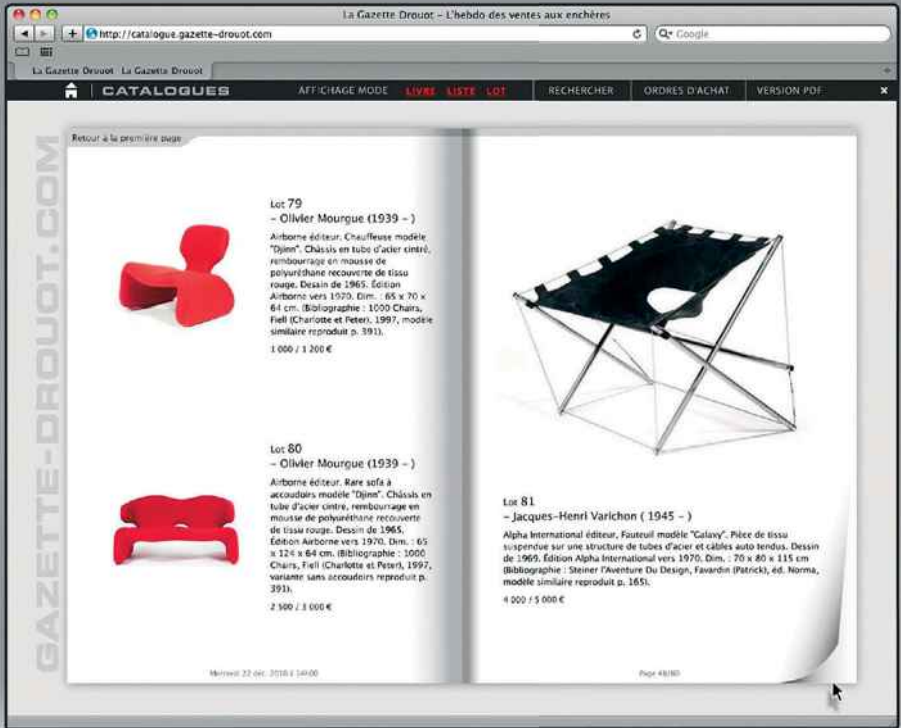 La Gazette Drouot – L'hebdo des ventes aux enchères
http://catalogue.gazette-drouot.com
Google
La Gazette Drouot La Gazette Drouot
CATALOGUES AFFICHAGE MODE LIVRE LISTE LOT RECHERCHER ORDRES D'ACHAT VERSION PDF ×
GAZETTE-DROUOT.COM
Retour à la première page
Lot 79
– Olivier Mourgue (1939 – )
Airborne éditeur. Chauffeuse modèle
"Djinn". Châssis en tube d'acier cintré,
rembourrage en mousse de
polyuréthane recouverte de tissu
rouge. Dessin de 1965. Édition
Airborne vers 1970. Dim. : 65 x 70 x
64 cm. (Bibliographie : 1000 Chairs,
Fiell (Charlotte et Peter), 1997, modèle
similaire reproduit p. 391).
1 000 / 1 200 €
Lot 80
– Olivier Mourgue (1939 – )
Airborne éditeur. Rare sofa à
accoudoirs modèle "Djinn". Châssis en
tube d'acier cintre, rembourrage en
mousse de polyuréthane recouverte
de tissu rouge. Dessin de 1965.
Édition Airborne vers 1970. Dim. : 65
x 124 x 64 cm. (Bibliographie : 1000
Chairs, Fiell (Charlotte et Peter), 1997,
variante sans accoudoirs reproduit p.
391).
2 500 / 3 000 €
Mercredi 22 déc. 2010 à 14H00
Lot 81
– Jacques-Henri Varichon ( 1945 – )
Alpha International éditeur, Fauteuil modèle "Galaxy". Pièce de tissu
suspendue sur une structure de tubes d'acier et câbles auto tendus. Dessin
de 1969. Édition Alpha International vers 1970. Dim. : 70 x 80 x 115 cm
(Bibliographie : Steiner l'Aventure Du Design, Favardin (Patrick), éd. Norma,
modèle similaire reproduit p. 165).
4 000 / 5 000 €
Page 48/80